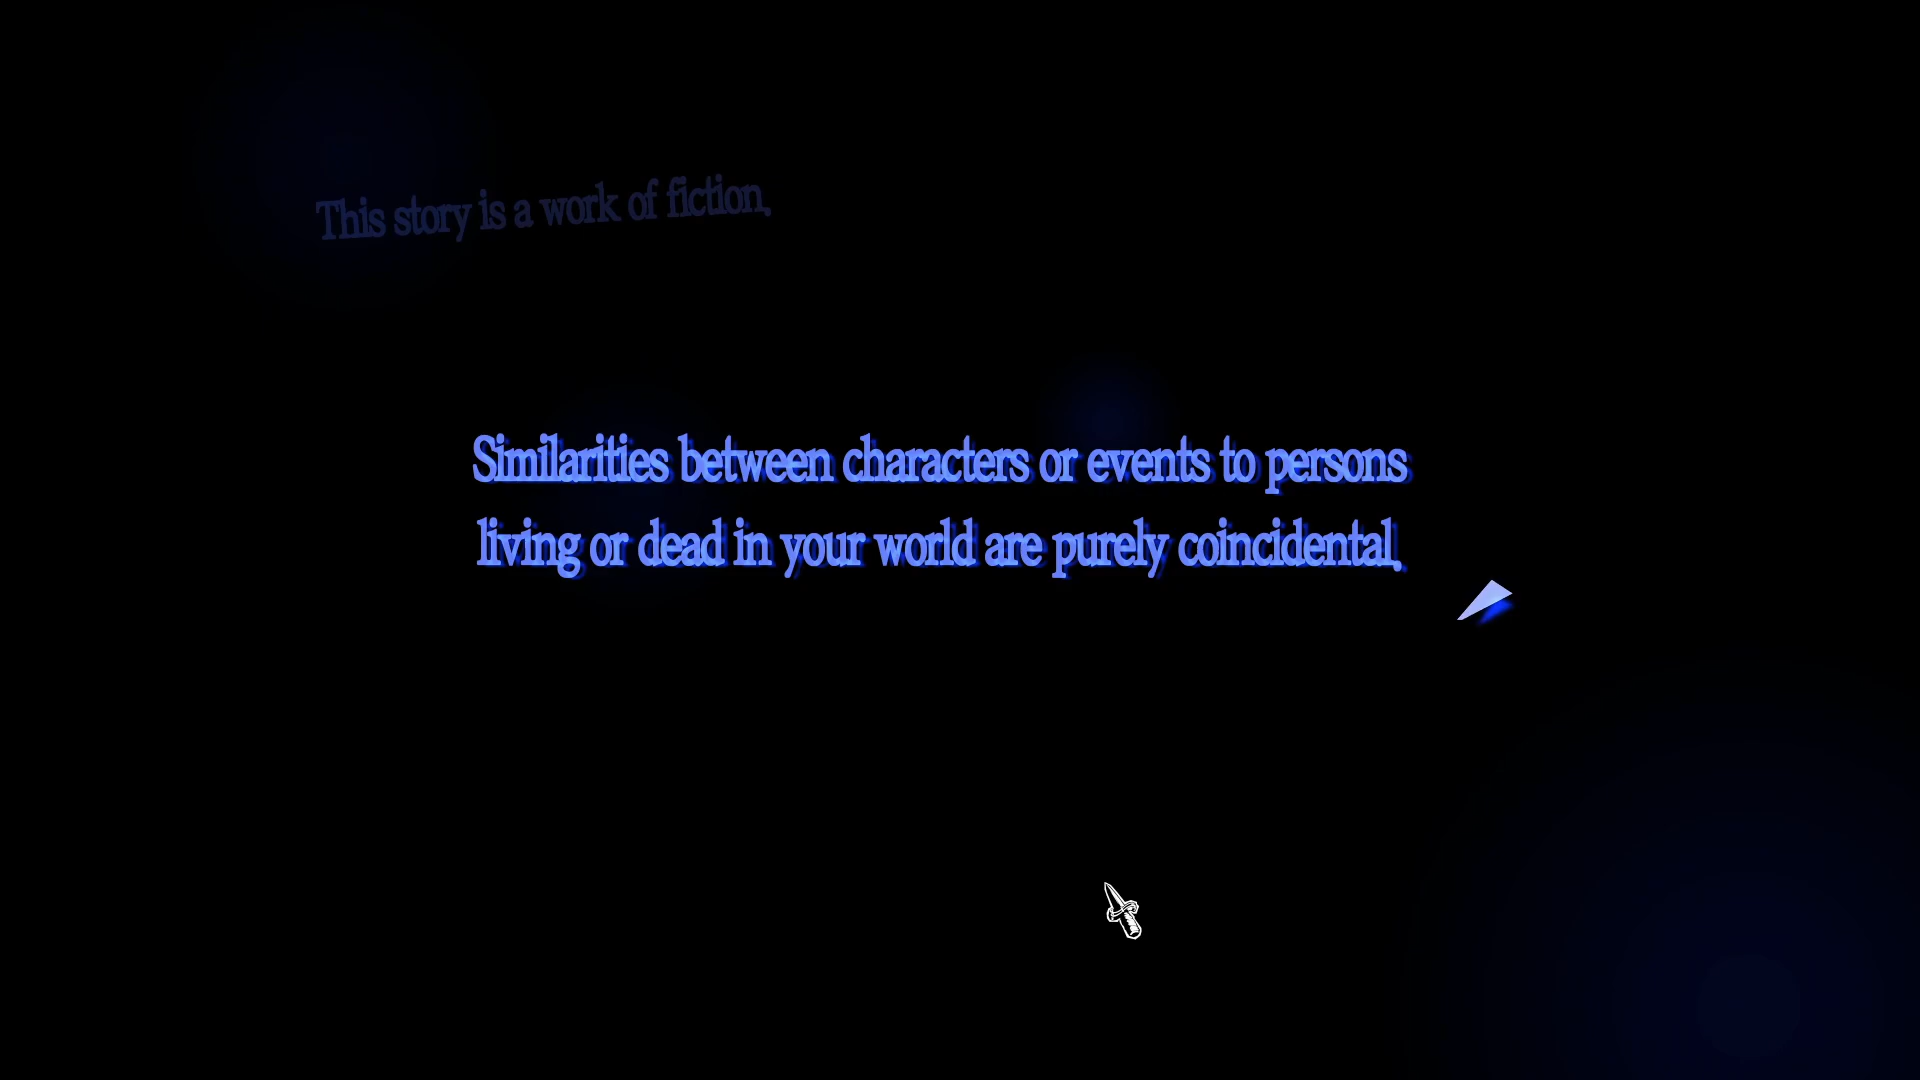 This story is a work of fiction.
Similarities between characters or events to persons
living or dead in your world are purely coincidental.